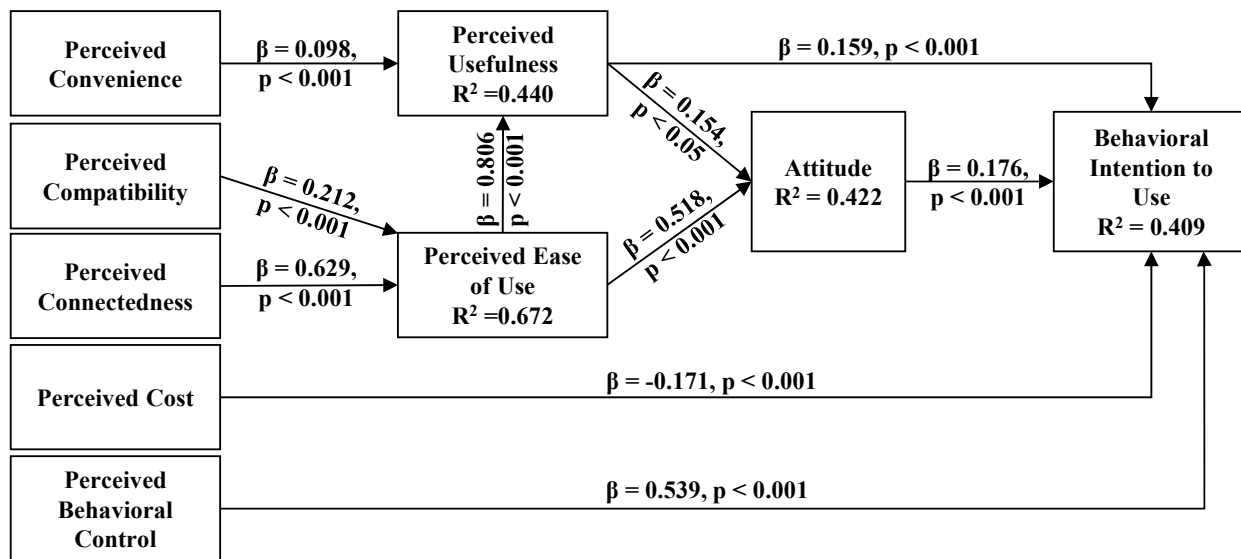 Perceived
Convenience
β = 0.098,
p < 0.001
Perceived
Usefulness
R² =0.440
β = 0.159, p < 0.001
Perceived
Compatibility
β = 0.212,
p < 0.001
β = 0.806
p < 0.001
β = 0.154,
p < 0.05
Attitude
R² = 0.422
β = 0.176,
p < 0.001
Behavioral
Intention to
Use
R² = 0.409
Perceived
Connectedness
β = 0.629,
p < 0.001
Perceived Ease
of Use
R² =0.672
β = 0.518,
p < 0.001
Perceived Cost
β = -0.171, p < 0.001
Perceived
Behavioral
Control
β = 0.539, p < 0.001